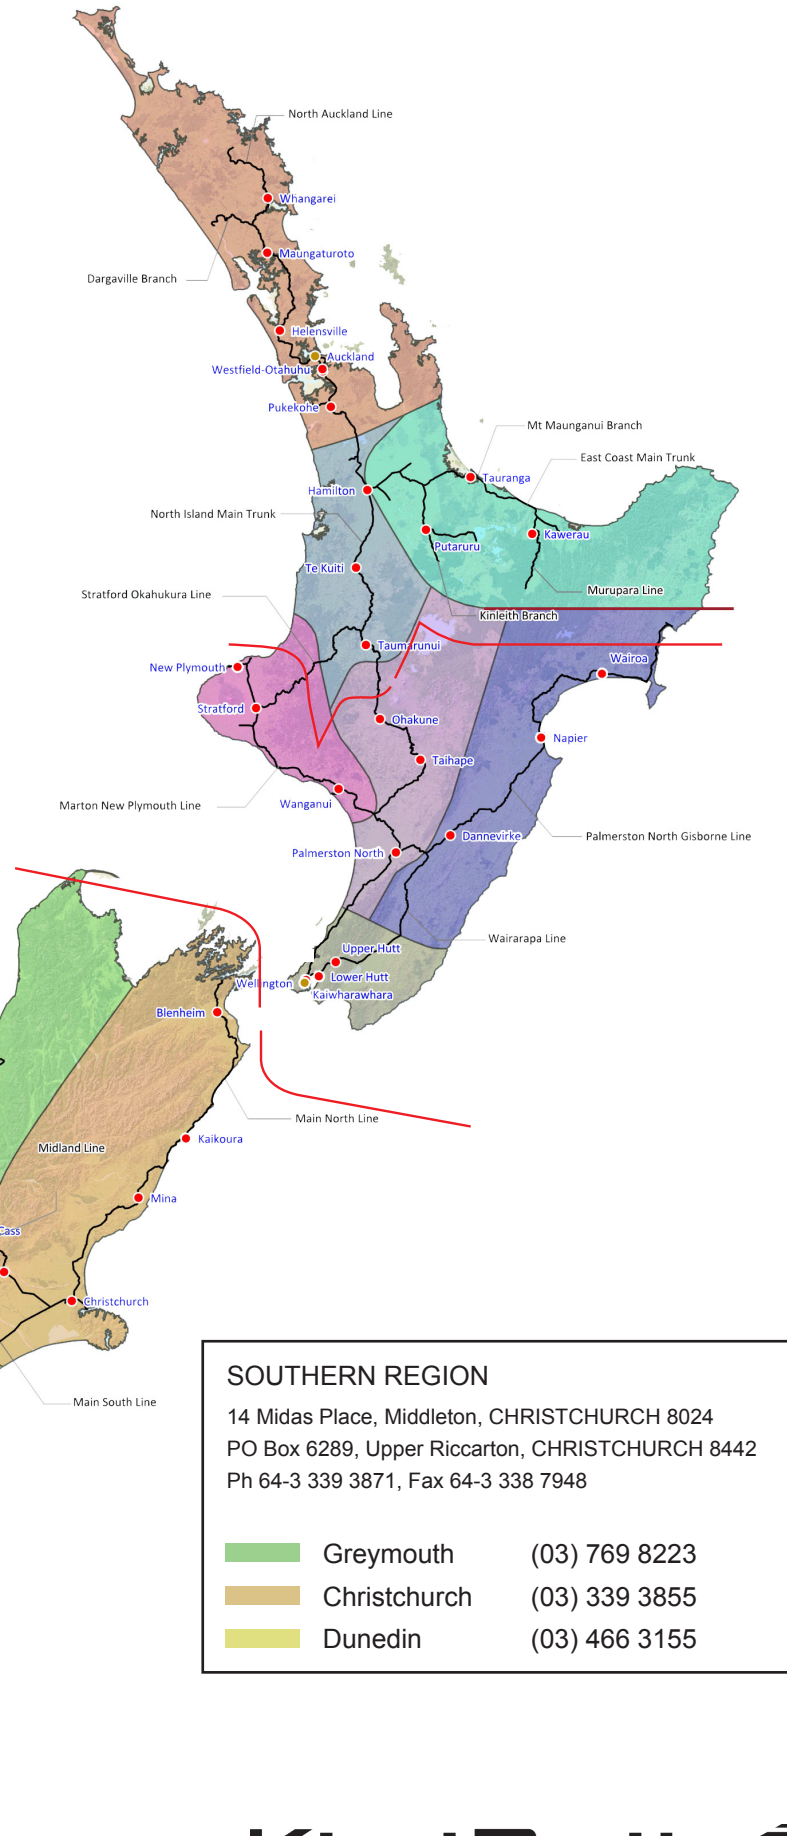 North Auckland Line
Whangarei
Maungaturoto
Dargaville Branch
Helensville
Auckland
Westfield-Otahuhu
Pukekohe
Mt Maunganui Branch
East Coast Main Trunk
Tauranga
Hamilton
North Island Main Trunk
Kawerau
Putaruru
Te Kuiti
Murupara Line
Stratford Okahukura Line
Kinleith Branch
Taumarunui
Wairoa
New Plymouth
Stratford
Ohakune
Napier
Taihape
Wanganui
Marton New Plymouth Line
Dannevirke
Palmerston North Gisborne Line
Palmerston North
Wairarapa Line
Upper Hutt
Lower Hutt
Wellington
Kaiwharawhara
Blenheim
Main North Line
Kaikoura
Midland Line
Mina
Cass
Christchurch
Main South Line
SOUTHERN REGION
14 Midas Place, Middleton, CHRISTCHURCH 8024
PO Box 6289, Upper Riccarton, CHRISTCHURCH 8442
Ph 64-3 339 3871, Fax 64-3 338 7948
Greymouth (03) 769 8223
Christchurch (03) 339 3855
Dunedin (03) 466 3155